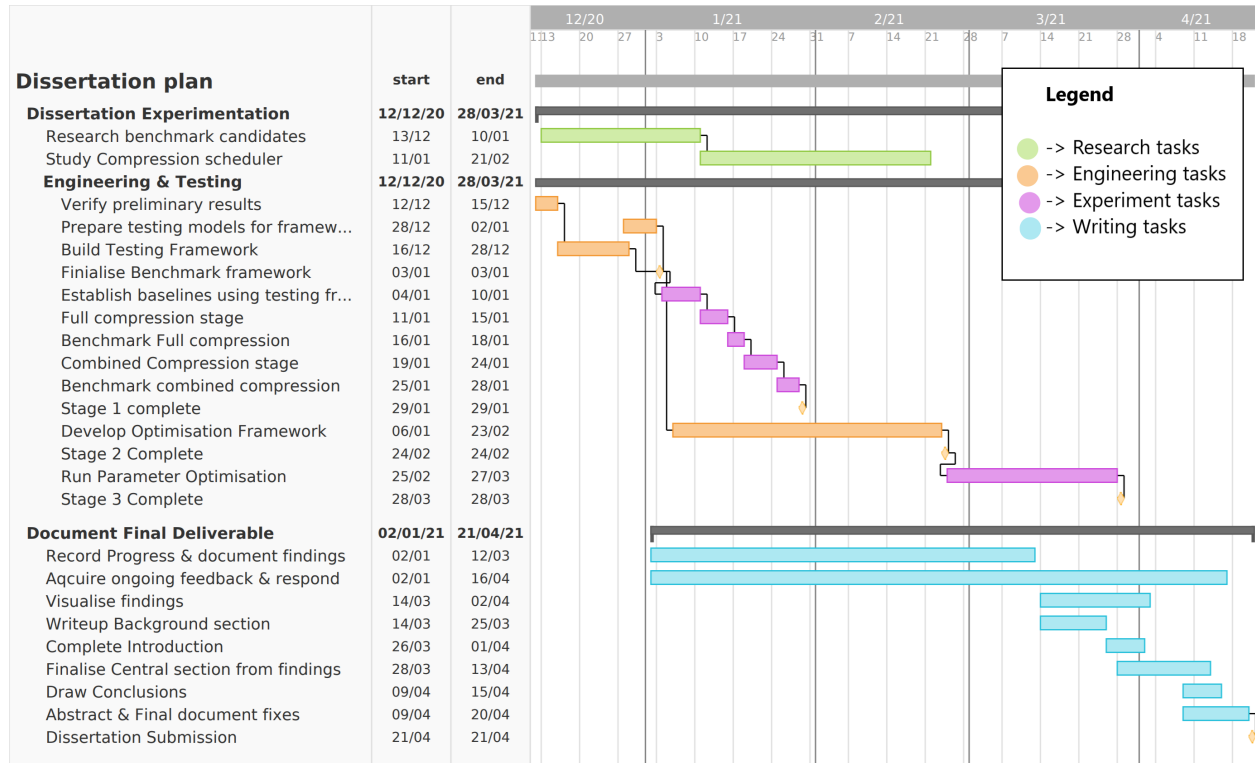 12/20 1/21 2/21 3/21 4/21
11 13 20 27 3 10 17 24 31 7 14 21 28 7 14 21 28 4 11 18
Dissertation plan start end
Legend
Dissertation Experimentation 12/12/20 28/03/21
Research benchmark candidates 13/12 10/01
-> Research tasks
Study Compression scheduler 11/01 21/02
-> Engineering tasks
Engineering & Testing 12/12/20 28/03/21
-> Experiment tasks
Verify preliminary results 12/12 15/12
-> Writing tasks
Prepare testing models for framew... 28/12 02/01
Build Testing Framework 16/12 28/12
Finialise Benchmark framework 03/01 03/01
Establish baselines using testing fr... 04/01 10/01
Full compression stage 11/01 15/01
Benchmark Full compression 16/01 18/01
Combined Compression stage 19/01 24/01
Benchmark combined compression 25/01 28/01
Stage 1 complete 29/01 29/01
Develop Optimisation Framework 06/01 23/02
Stage 2 Complete 24/02 24/02
Run Parameter Optimisation 25/02 27/03
Stage 3 Complete 28/03 28/03
Document Final Deliverable 02/01/21 21/04/21
Record Progress & document findings 02/01 12/03
Aqcuire ongoing feedback & respond 02/01 16/04
Visualise findings 14/03 02/04
Writeup Background section 14/03 25/03
Complete Introduction 26/03 01/04
Finalise Central section from findings 28/03 13/04
Draw Conclusions 09/04 15/04
Abstract & Final document fixes 09/04 20/04
Dissertation Submission 21/04 21/04